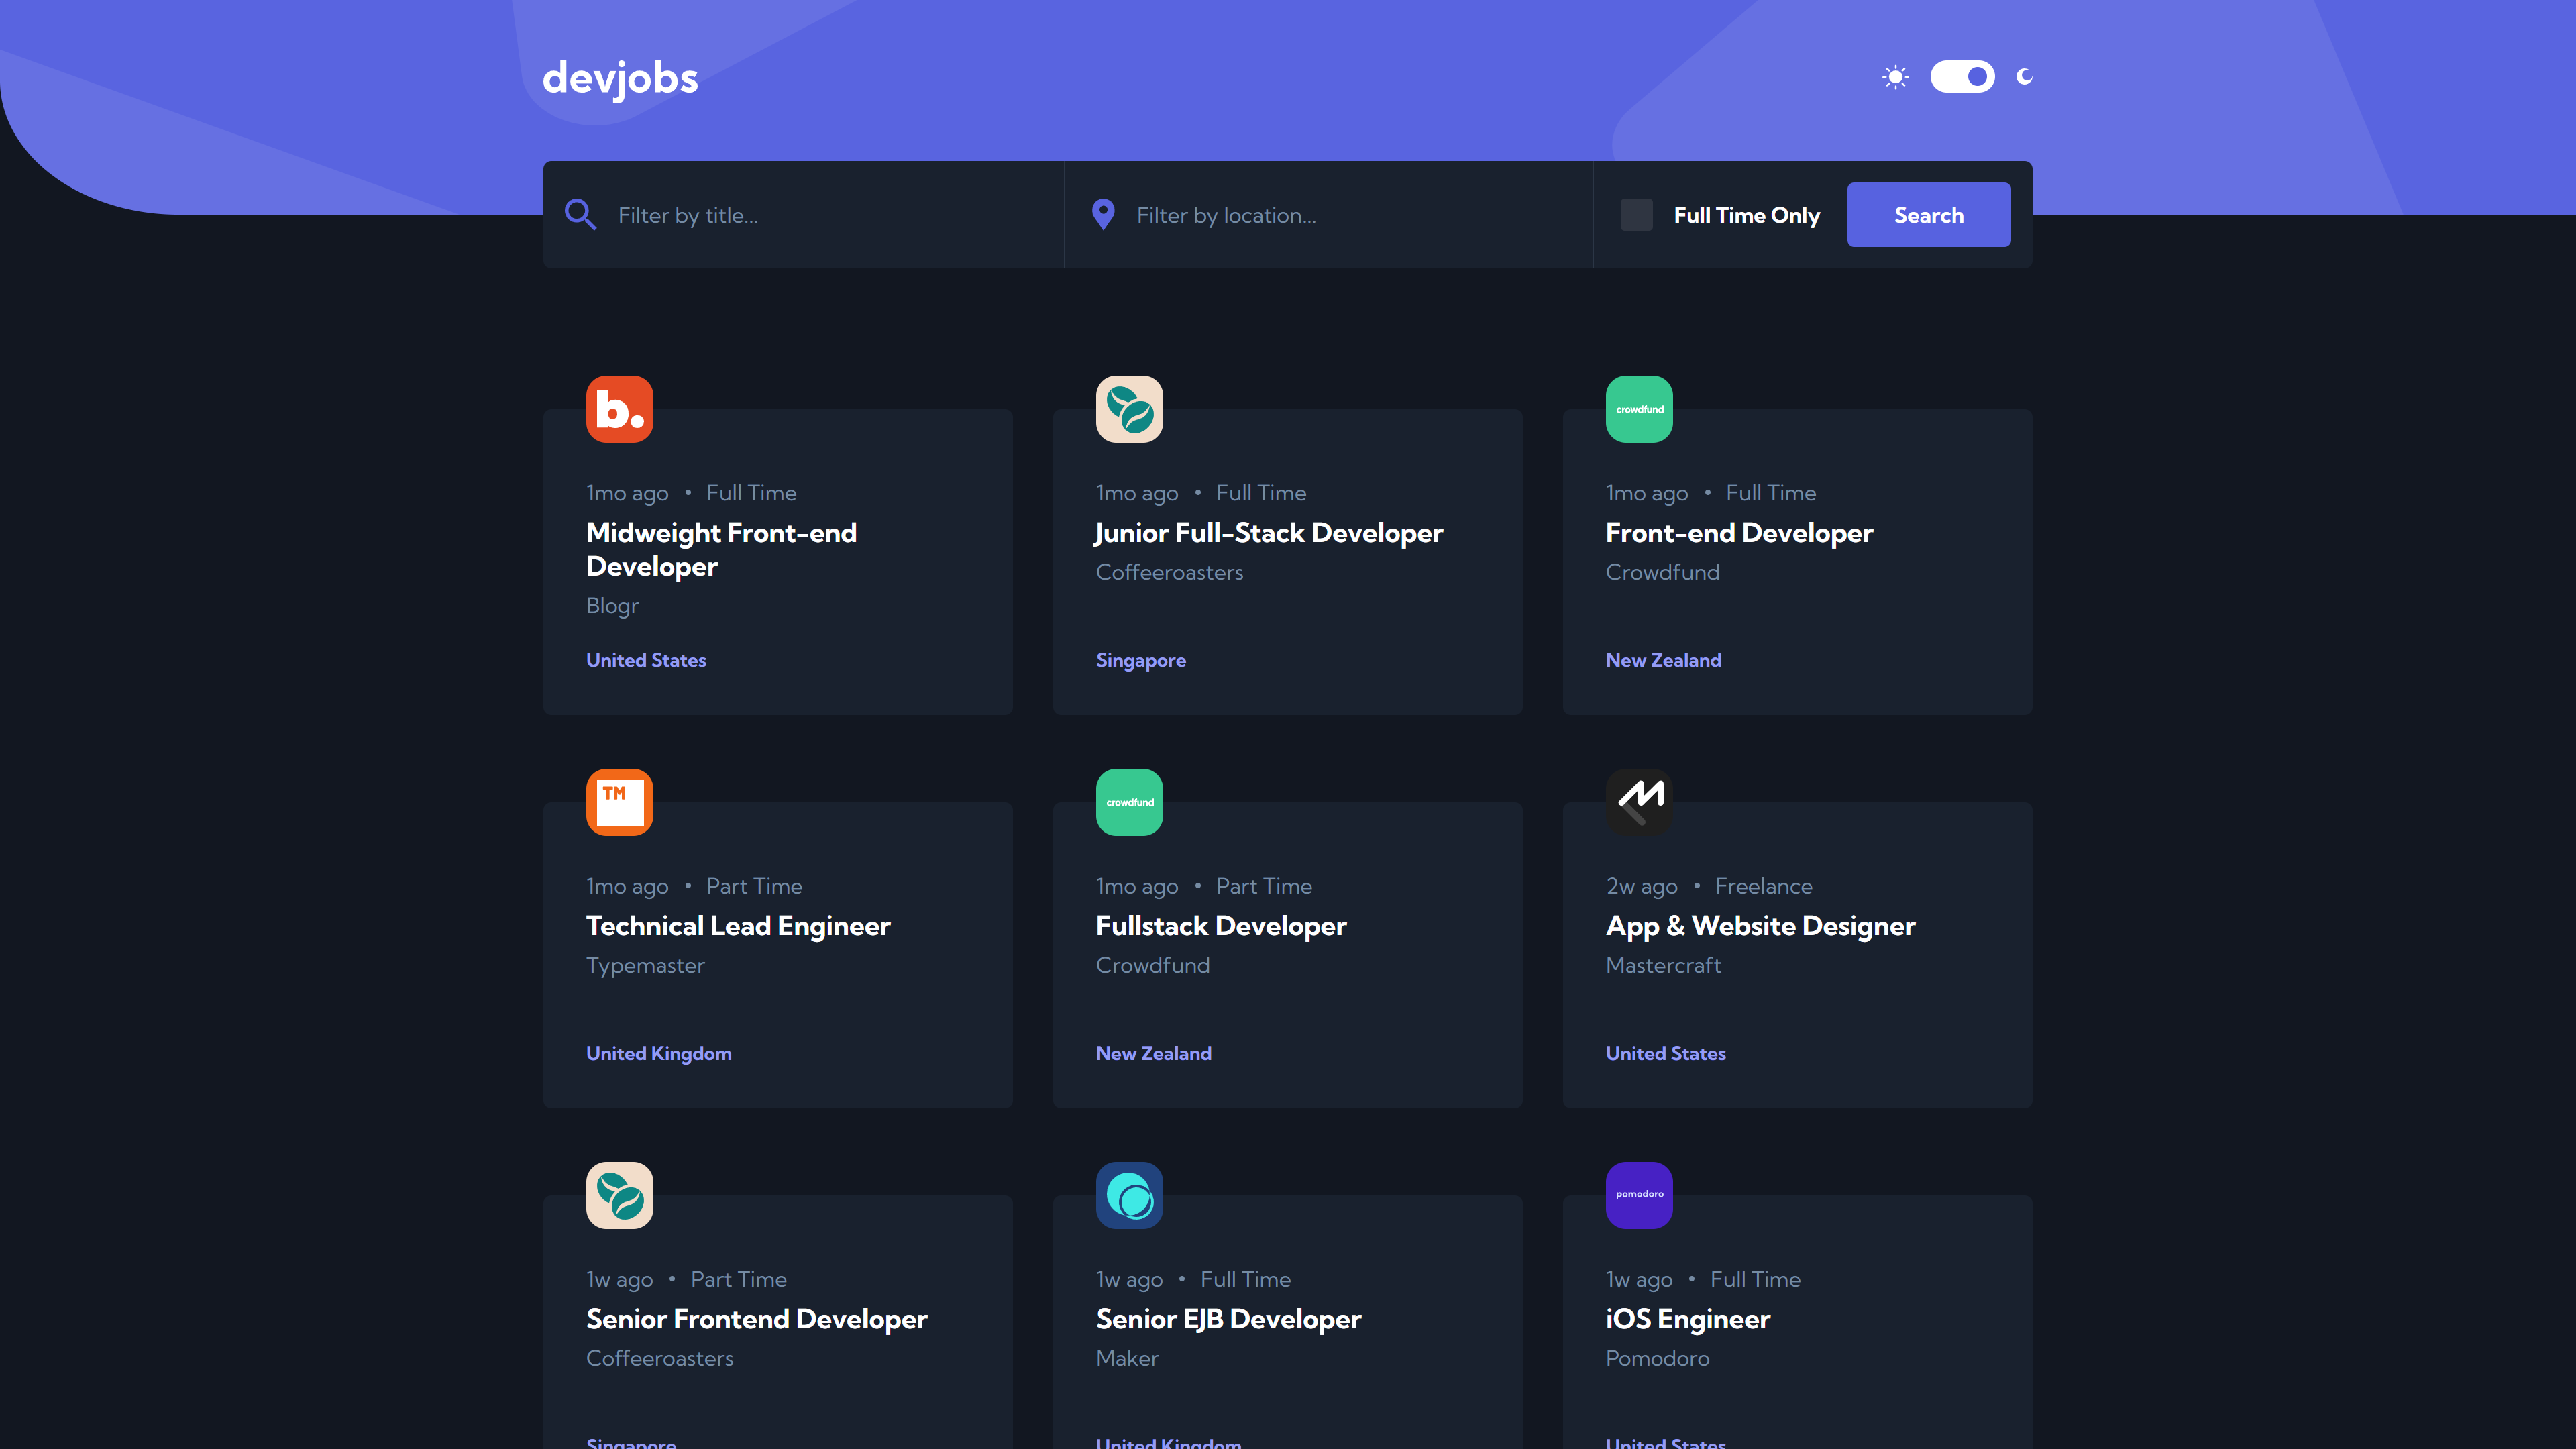 devjobs
Filter by title...
Filter by location...
Full Time Only
Search
b.
1mo ago • Full Time
Midweight Front-end
Developer
Blogr
United States
1mo ago • Full Time
Junior Full-Stack Developer
Coffeeroasters
Singapore
crowdfund
1mo ago • Full Time
Front-end Developer
Crowdfund
New Zealand
TM
1mo ago • Part Time
Technical Lead Engineer
Typemaster
United Kingdom
crowdfund
1mo ago • Part Time
Fullstack Developer
Crowdfund
New Zealand
2w ago • Freelance
App & Website Designer
Mastercraft
United States
1w ago • Part Time
Senior Frontend Developer
Coffeeroasters
Singapore
1w ago • Full Time
Senior EJB Developer
Maker
United Kingdom
pomodoro
1w ago • Full Time
iOS Engineer
Pomodoro
United States